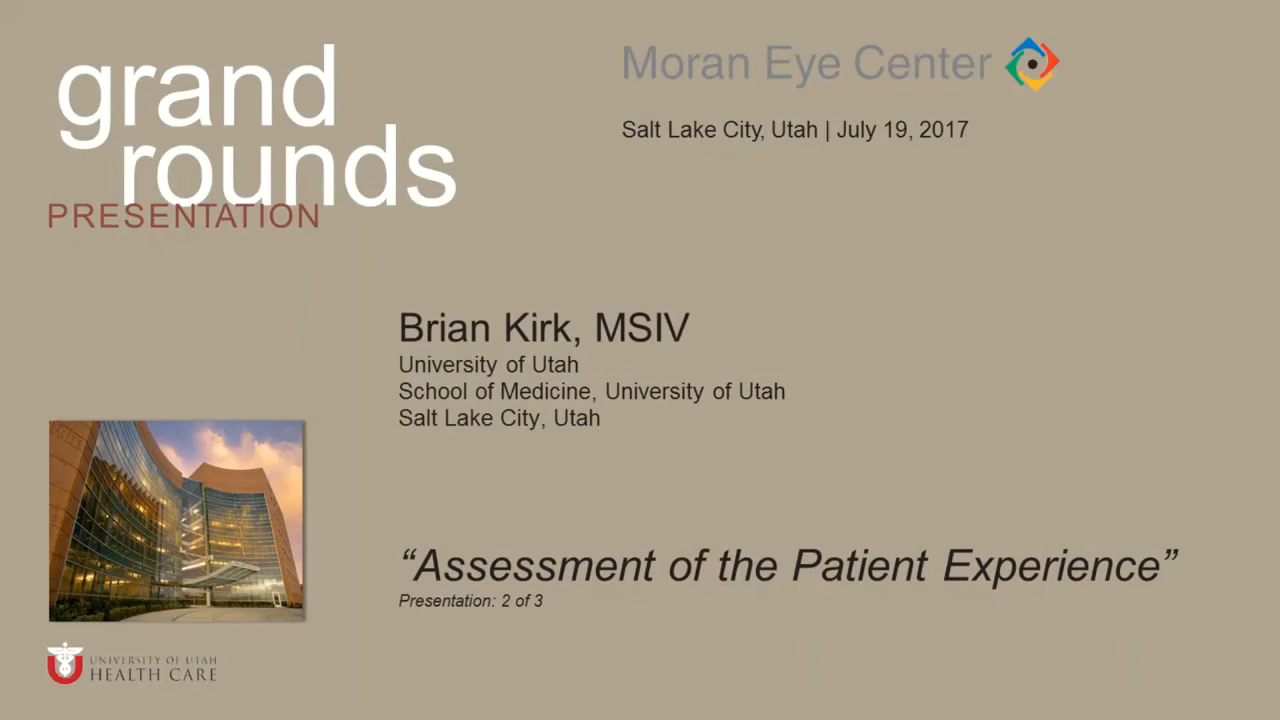 grand
rounds
PRESENTATION
Moran Eye Center
Salt Lake City, Utah | July 19, 2017
Brian Kirk, MSIV
University of Utah
School of Medicine, University of Utah
Salt Lake City, Utah
“Assessment of the Patient Experience”
Presentation: 2 of 3
UNIVERSITY OF UTAH
HEALTH CARE